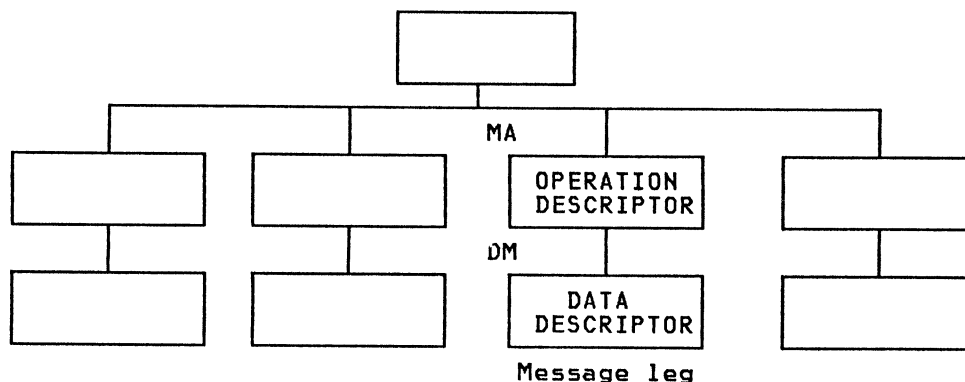 MA
OPERATION
DESCRIPTOR
DM
DATA
DESCRIPTOR
Message leg